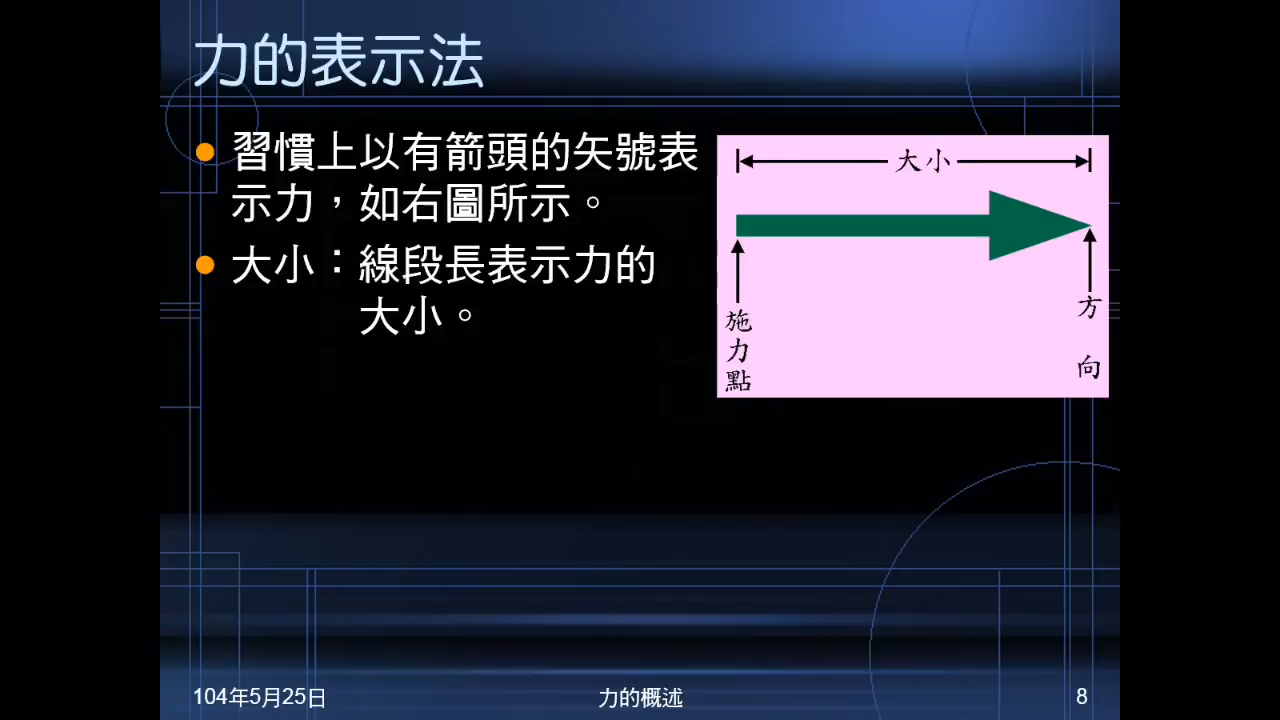 力的表示法
習慣上以有箭頭的矢號表
示力，如右圖所示。
大小：線段長表示力的
大小。
大小
施力點
方向
104年5月25日
力的概述
8